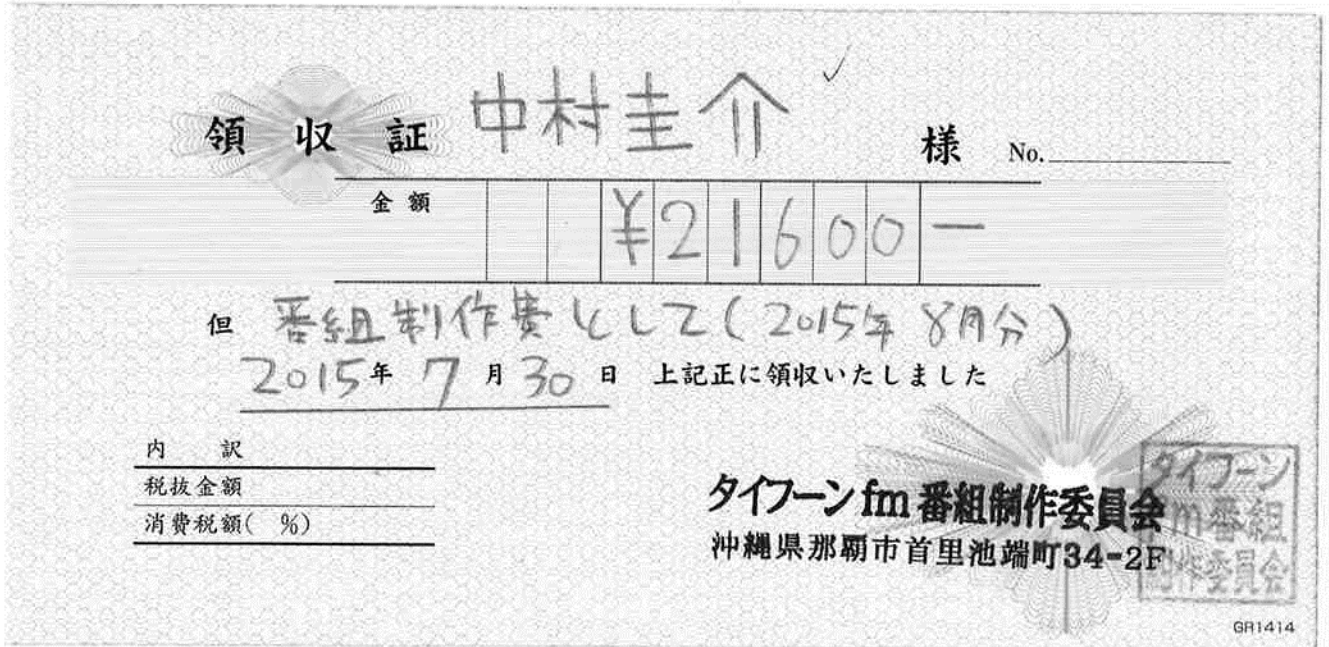 領収証 中村圭介 様 No.
金額 ¥21600ー
但 番組制作費として(2015年8月分)
2015年 7月 30日 上記正に領収いたしました
内訳
税抜金額
消費税額( %)
タイフーンfm番組制作委員会
沖縄県那覇市首里池端町34-2F
タイフーン
fm番組
制作委員会
GR1414